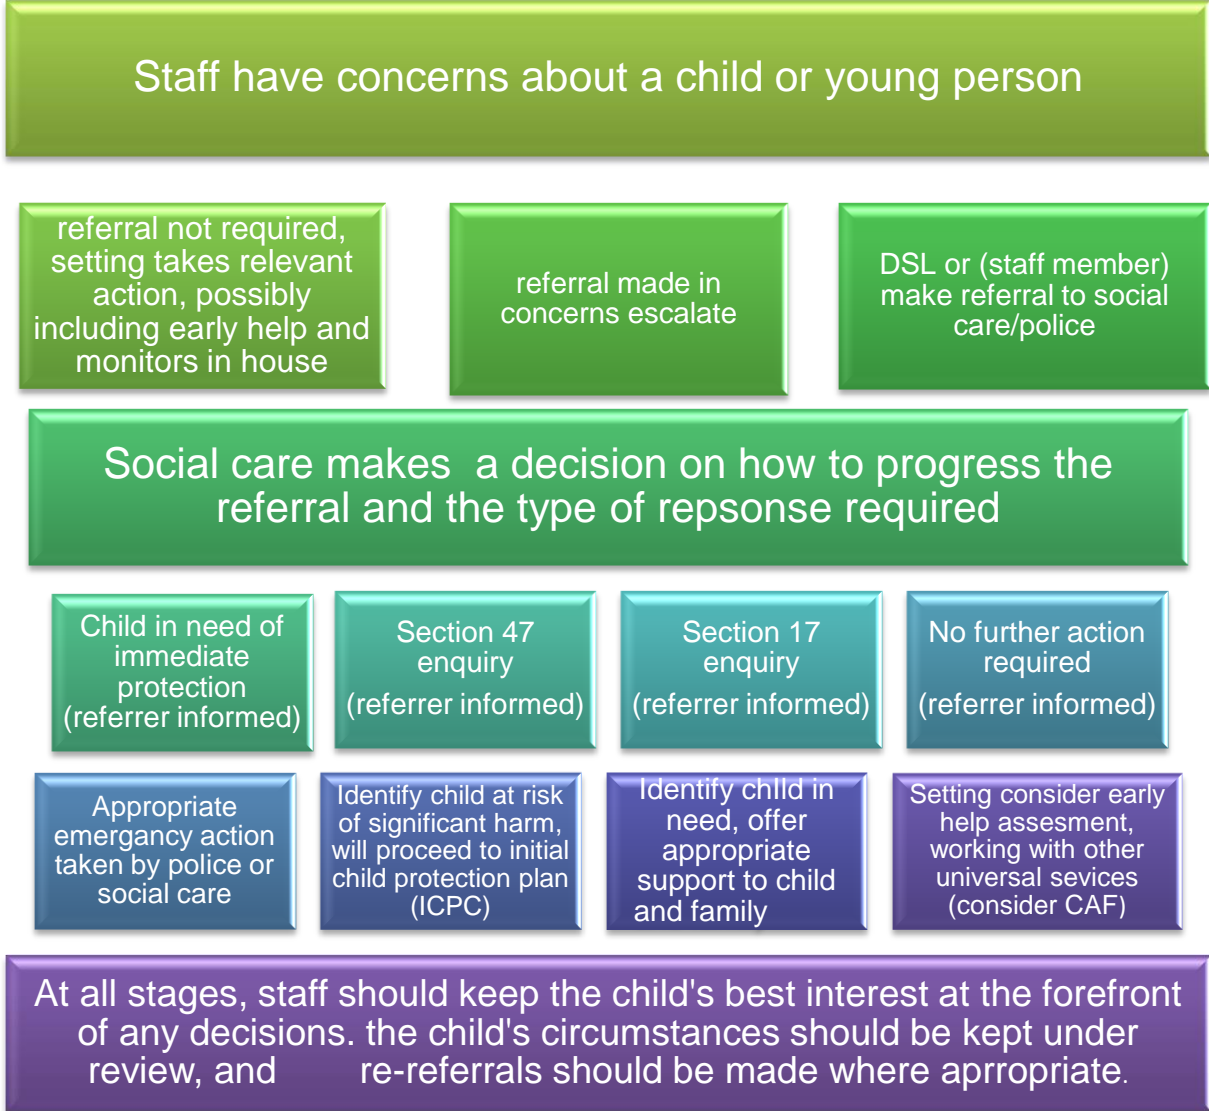 Staff have concerns about a child or young person
referral not required,
setting takes relevant
action, possibly
including early help and
monitors in house
referral made in
concerns escalate
DSL or (staff member)
make referral to social
care/police
Social care makes  a decision on how to progress the
referral and the type of repsonse required
Child in need of
immediate
protection
(referrer informed)
Section 47
enquiry
(referrer informed)
Section 17
enquiry
(referrer informed)
No further action
required
(referrer informed)
Appropriate
emergancy action
taken by police or
social care
Identify child at risk
of significant harm,
will proceed to initial
child protection plan
(ICPC)
Identify chIld in
need, offer
appropriate
support to child
and family
Setting consider early
help assesment,
working with other
universal sevices
(consider CAF)
At all stages, staff should keep the child's best interest at the forefront
of any decisions. the child's circumstances should be kept under
review, and        re-referrals should be made where aprropriate.